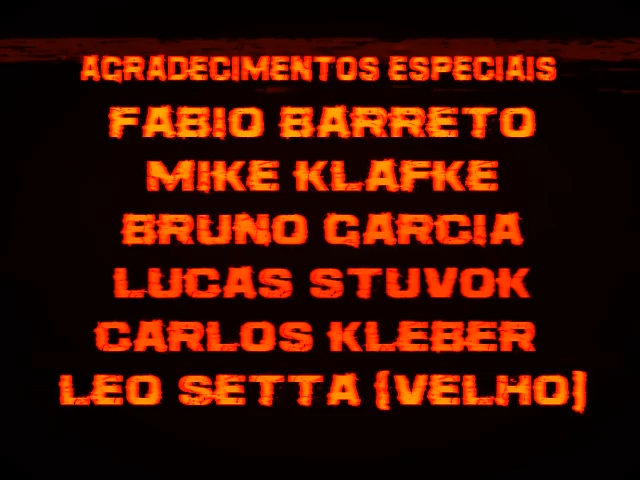 AGRADECIMENTOS ESPECIAIS
FABIO BARRETO
MIKE KLAFKE
BRUNO GARCIA
LUCAS STUVOK
CARLOS KLEBER
LEO SETTA (VELHO)